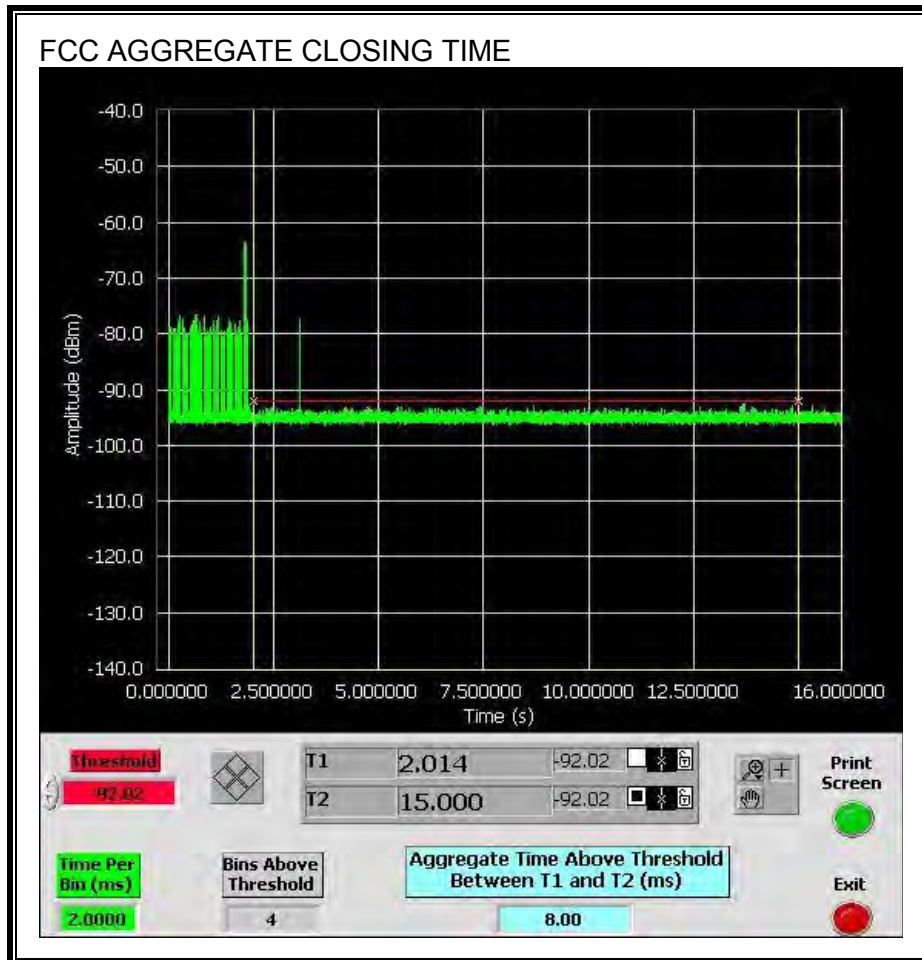 FCC AGGREGATE CLOSING TIME
-40.0
-50.0
-60.0
-70.0
-80.0
-90.0
-100.0
-110.0
-120.0
-130.0
-140.0
Amplitude (dBm)
0.000000 2.500000 5.000000 7.500000 10.000000 12.500000 16.000000
Time (s)
Threshold
-92.02
T1 2.014 -92.02
T2 15.000 -92.02
Print
Screen
Time Per
Bin (ms)
2.0000
Bins Above
Threshold
4
Aggregate Time Above Threshold
Between T1 and T2 (ms)
8.00
Exit